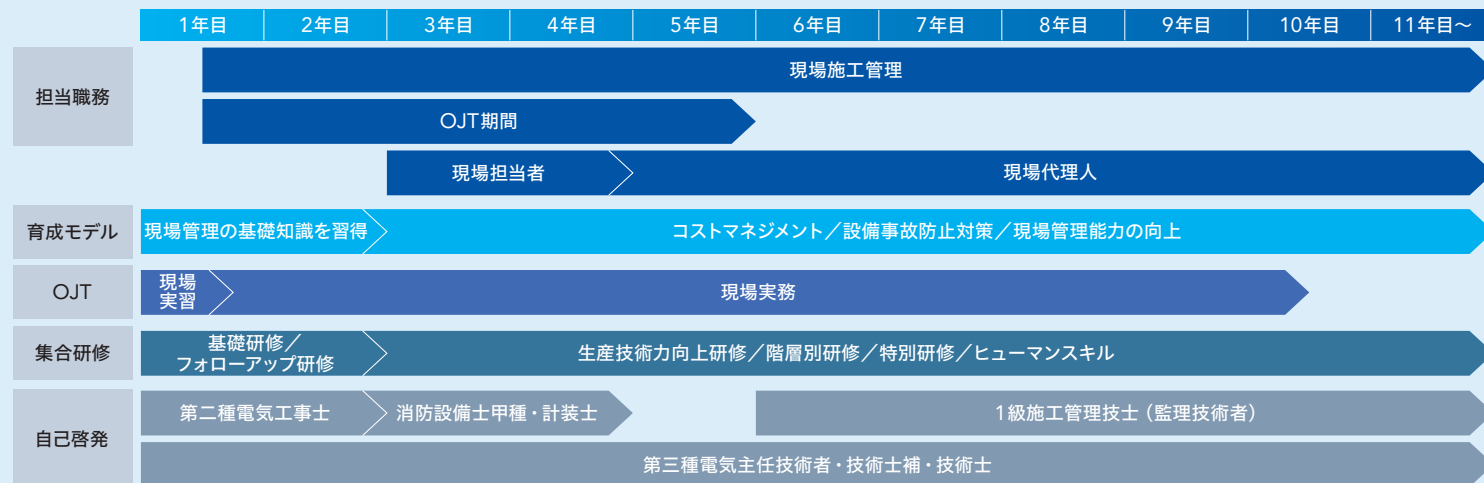 1年目 2年目 3年目 4年目 5年目 6年目 7年目 8年目 9年目 10年目 11年目～
担当職務
現場施工管理
OJT期間
現場担当者 現場代理人
育成モデル
現場管理の基礎知識を習得 コストマネジメント／設備事故防止対策／現場管理能力の向上
OJT
現場
実習
現場実務
集合研修
基礎研修／
フォローアップ研修
生産技術力向上研修／階層別研修／特別研修／ヒューマンスキル
自己啓発
第二種電気工事士 消防設備士甲種・計装士 1級施工管理技士（監理技術者）
第三種電気主任技術者・技術士補・技術士